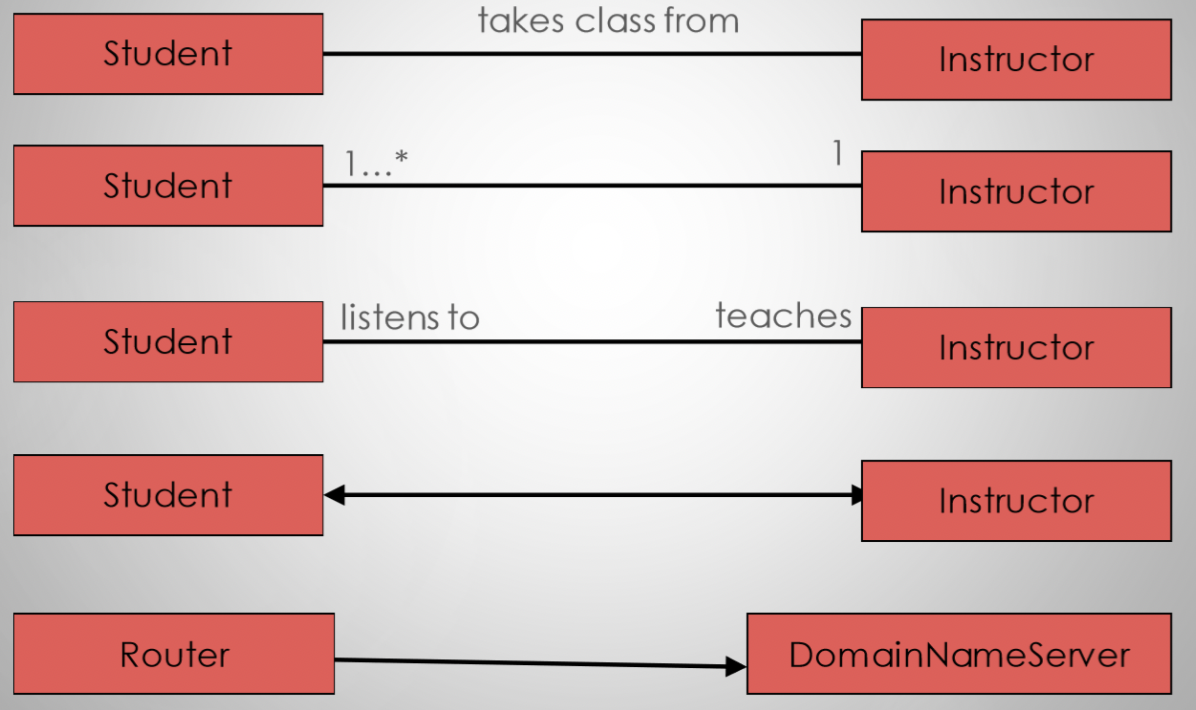 takes class from
Student
Instructor
1...*
1
Student
Instructor
listens to
teaches
Student
Instructor
Student
Instructor
Router
DomainNameServer